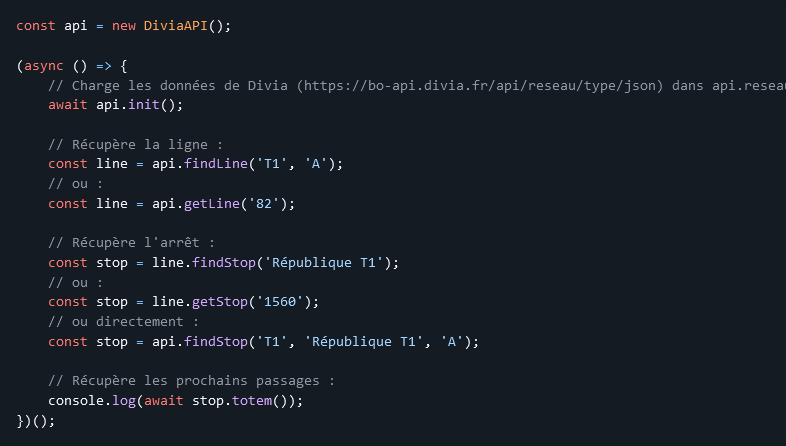 const api = new DiviaAPI();
(async () => {
// Charge les données de Divia (https://bo-api.divia.fr/api/reseau/type/json) dans api.resea
await api.init();
// Récupère la ligne :
const line = api.findLine('T1', 'A');
// ou :
const line = api.getLine('82');
// Récupère l'arrêt :
const stop = line.findStop('République T1');
// ou :
const stop = line.getStop('1560');
// ou directement :
const stop = api.findStop('T1', 'République T1', 'A');
// Récupère les prochains passages :
console.log(await stop.totem());
})();